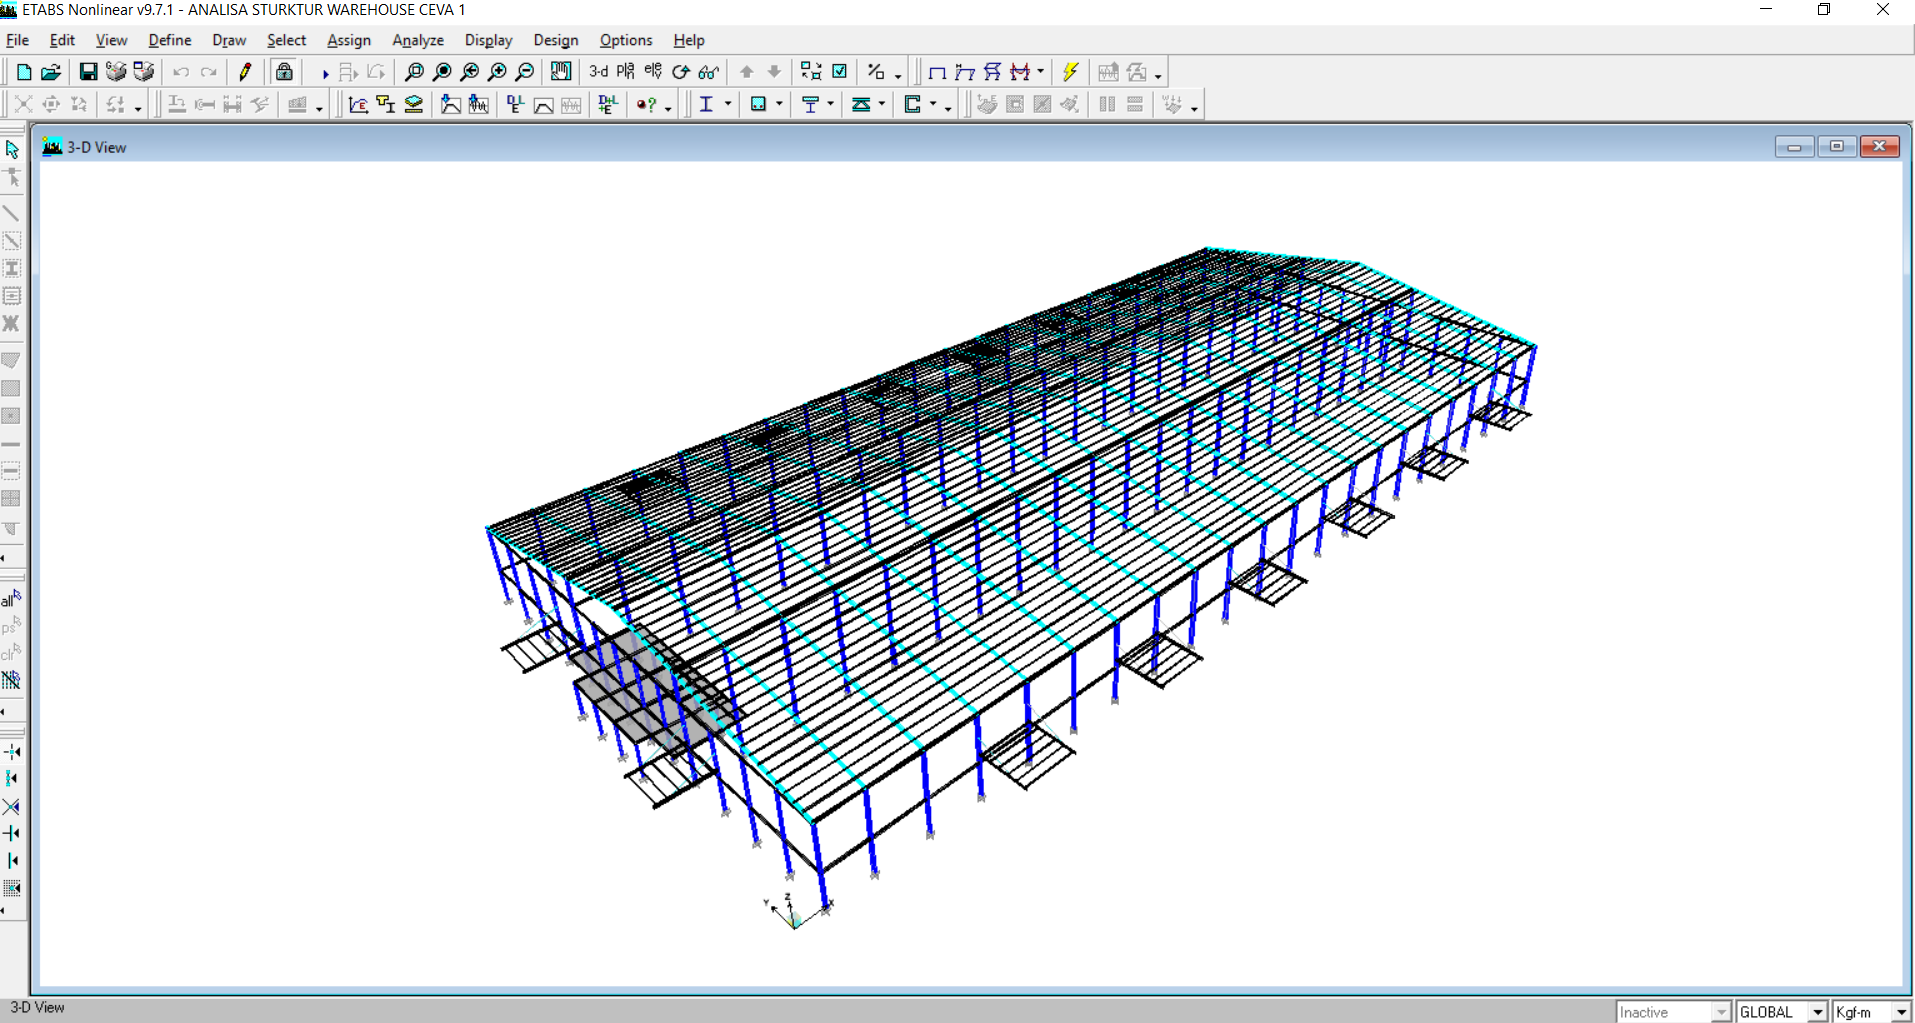 ETABS Nonlinear v9.7.1 - ANALISA STURKTUR WAREHOUSE CEVA 1
File Edit View Define Draw Select Assign Analyze Display Design Options Help
3-d
3-D View
all
ps
clr
Y Z X
3-D View
Inactive GLOBAL Kgf-m